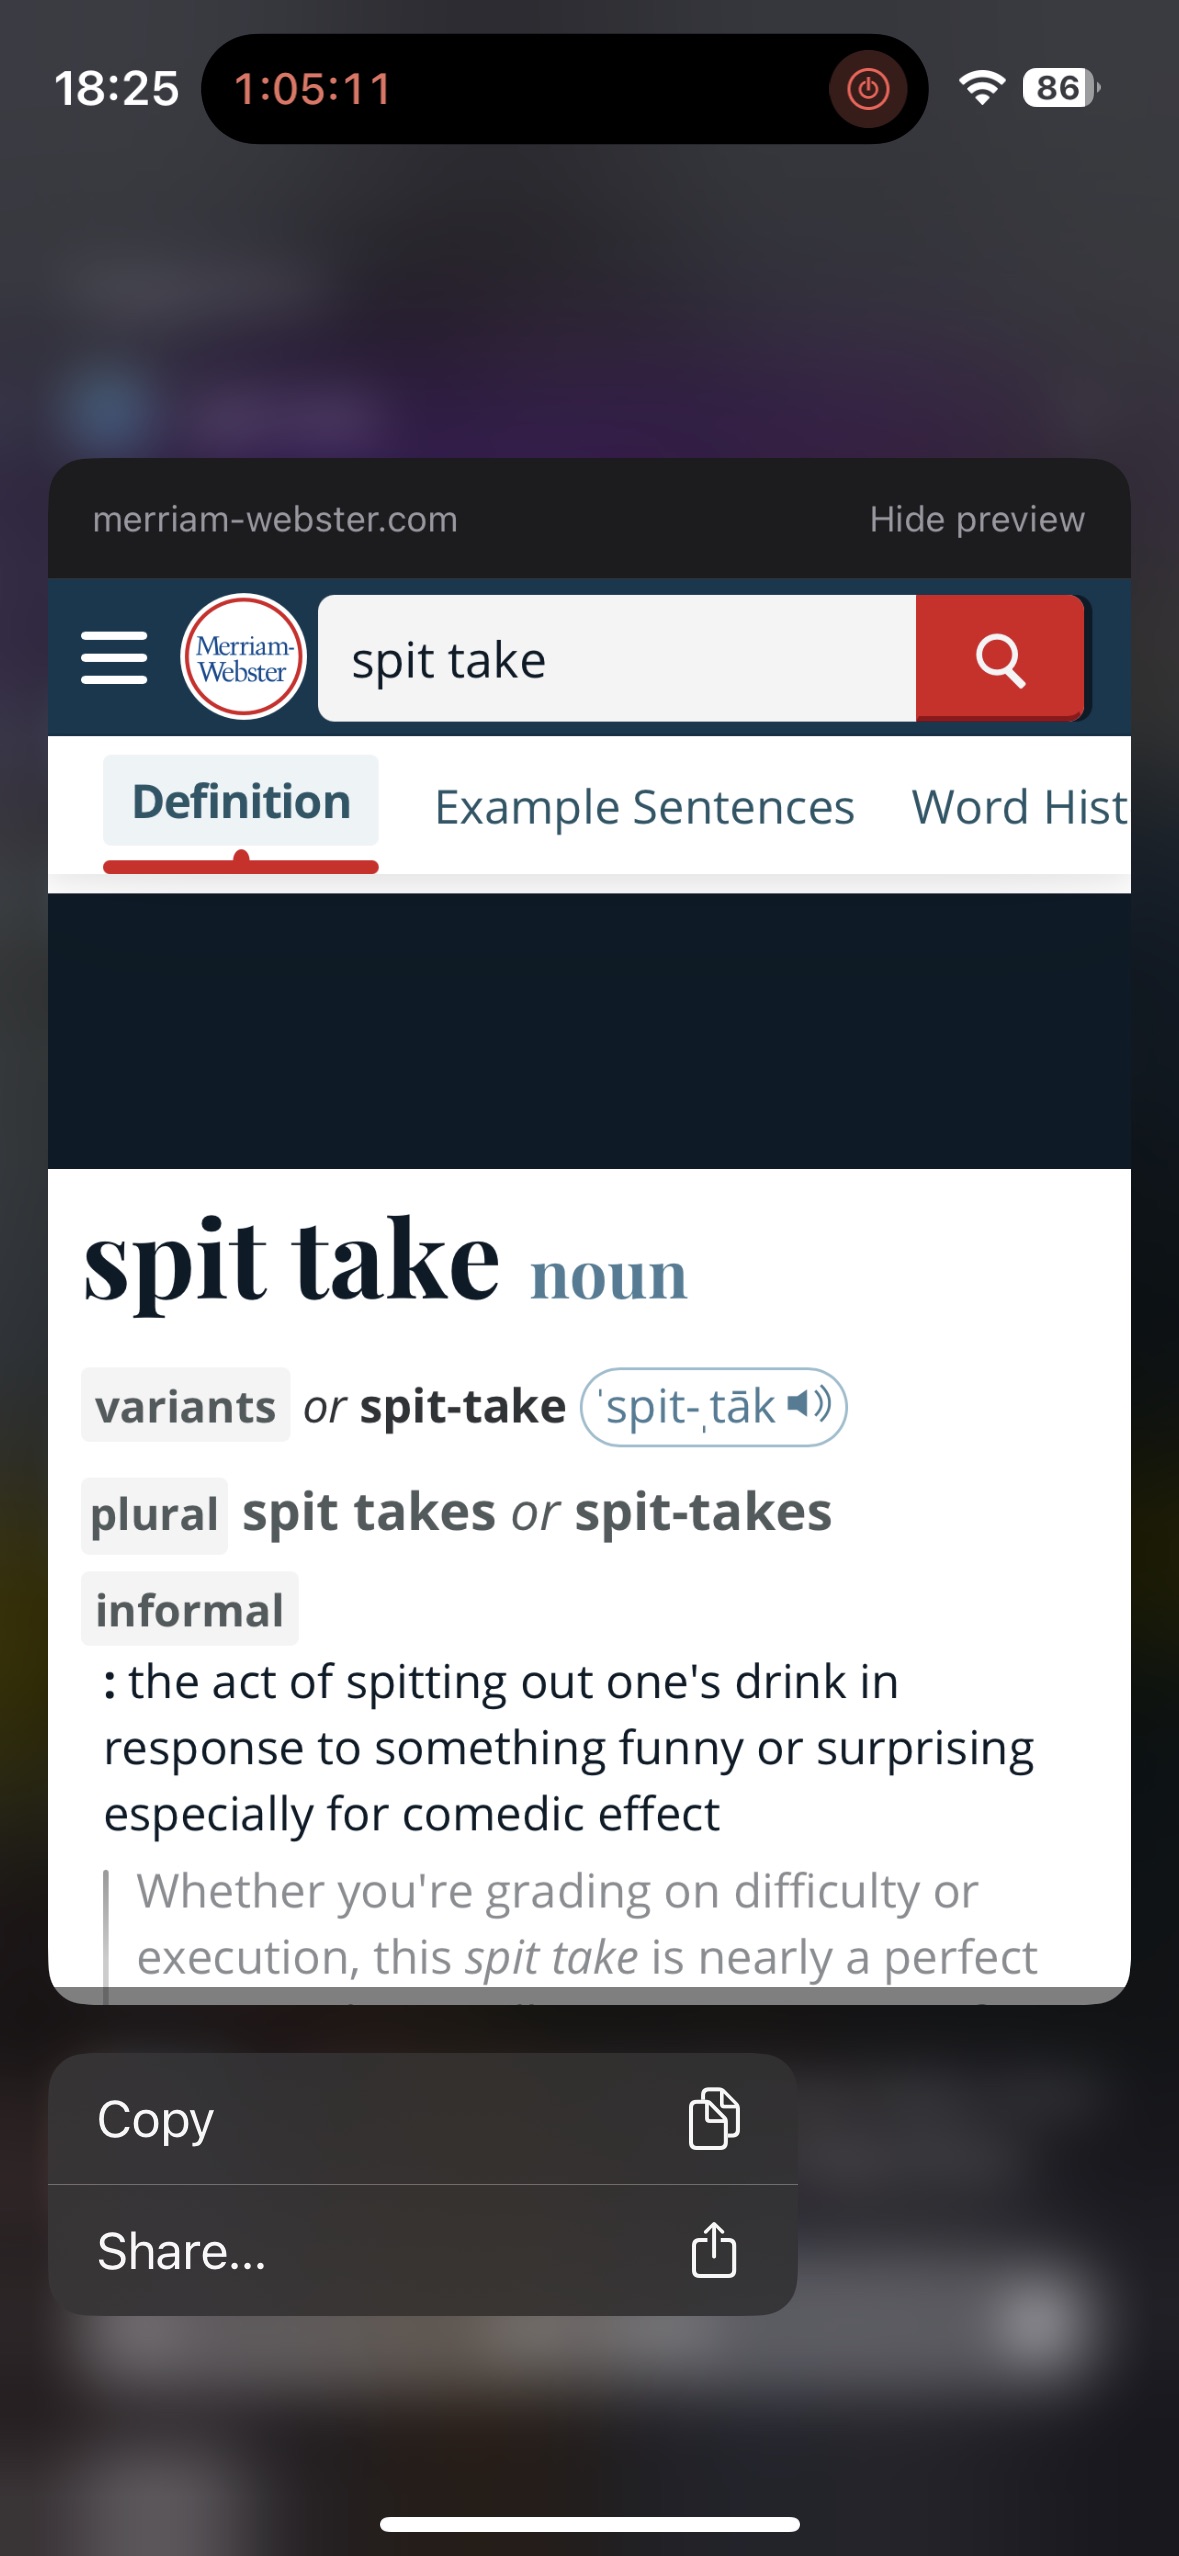 18:25
1:05:11
86
merriam-webster.com
Hide preview
Merriam-
Webster
spit take
Definition
Example Sentences
Word Hist
spit take noun
variants or spit-take ˈspit-ˌtāk
plural spit takes or spit-takes
informal
: the act of spitting out one's drink in
response to something funny or surprising
especially for comedic effect
Whether you're grading on difficulty or
execution, this spit take is nearly a perfect
Copy
Share...